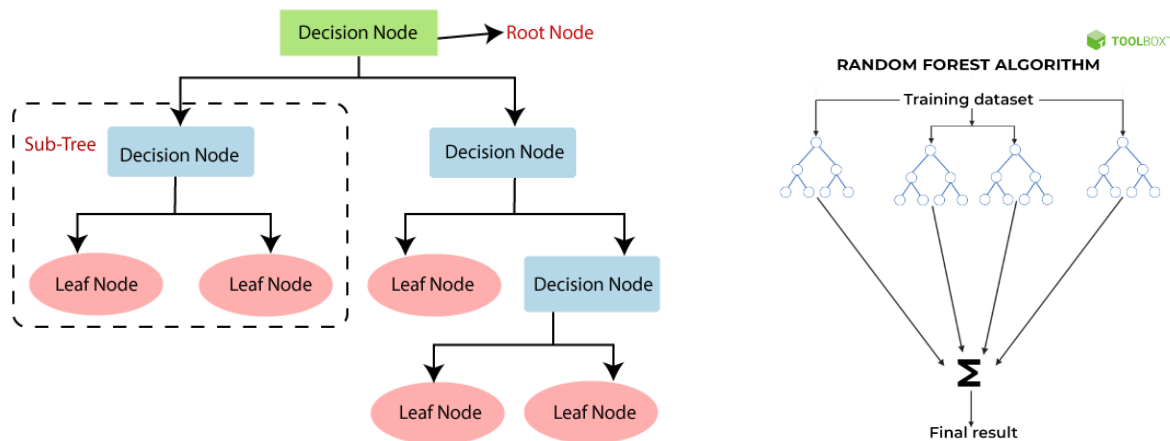 Decision Node
Root Node
Sub-Tree
Decision Node
Decision Node
Leaf Node
Leaf Node
Leaf Node
Decision Node
Leaf Node
Leaf Node
TOOLBOX™
RANDOM FOREST ALGORITHM
Training dataset
Σ
Final result